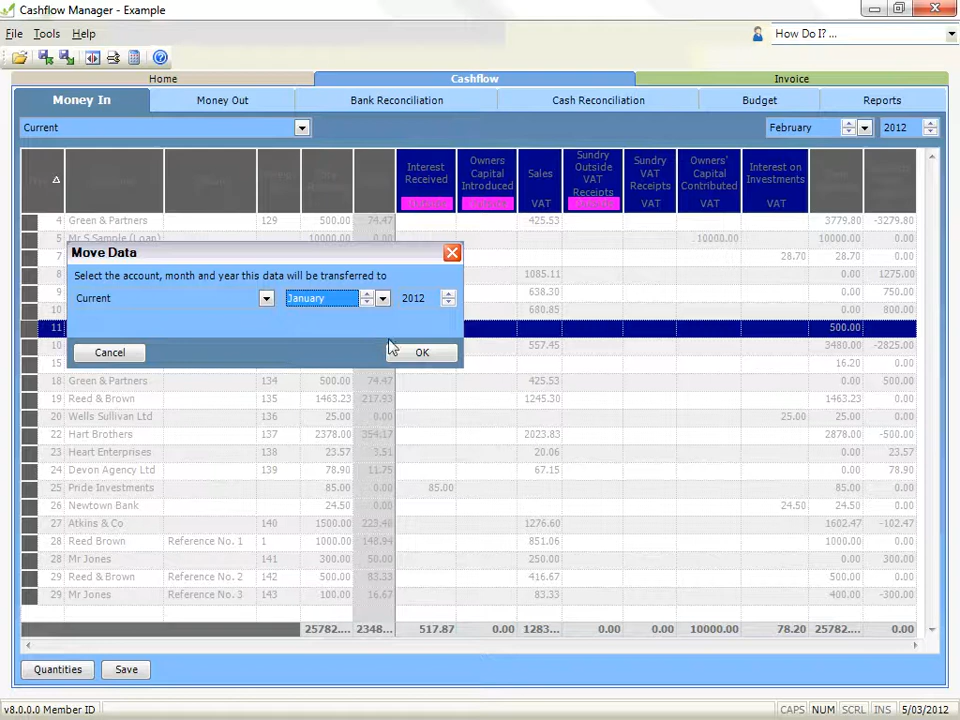 Cashflow Manager - Example
File Tools Help
How Do I? ...
Home Cashflow Invoice
Money In Money Out Bank Reconciliation Cash Reconciliation Budget Reports
Current February 2012
Interest Received Owners Capital Introduced Sales Sundry Outside VAT Receipts Sundry VAT Receipts Owners' Capital Contributed Interest on Investments
VAT VAT VAT VAT
4 Green & Partners 129 500.00 74.47 425.53 3779.80 -3279.80
5 Mr S Sample (Loan) 10000.00 0.00 10000.00 10000.00 0.00
7 28.70 28.70 0.00
8 1085.11 0.00 1275.00
9 638.30 0.00 750.00
10 680.85 0.00 800.00
11 500.00
10 557.45 3480.00 -2825.00
15 16.20 0.00
18 Green & Partners 134 500.00 74.47 425.53 0.00 500.00
19 Reed & Brown 135 1463.23 217.93 1245.30 1463.23 0.00
20 Wells Sullivan Ltd 136 25.00 0.00 25.00 25.00 0.00
22 Hart Brothers 137 2378.00 354.17 2023.83 2878.00 -500.00
23 Heart Enterprises 138 23.57 3.51 20.06 0.00 23.57
24 Devon Agency Ltd 139 78.90 11.75 67.15 0.00 78.90
25 Pride Investments 85.00 0.00 85.00 85.00 0.00
26 Newtown Bank 24.50 0.00 24.50 24.50 0.00
27 Atkins & Co 140 1500.00 223.40 1276.60 1602.47 -102.47
28 Reed Brown Reference No. 1 1 1000.00 148.94 851.06 1000.00 0.00
28 Mr Jones 141 300.00 50.00 250.00 0.00 300.00
29 Reed & Brown Reference No. 2 142 500.00 83.33 416.67 500.00 0.00
29 Mr Jones Reference No. 3 143 100.00 16.67 83.33 400.00 -300.00
25782.... 2348.... 517.87 0.00 1283.... 0.00 0.00 10000.00 78.20 25782.... 0.00
Move Data
Select the account, month and year this data will be transferred to
Current January 2012
Cancel OK
Quantities Save
v8.0.0.0 Member ID CAPS NUM SCRL INS 5/03/2012